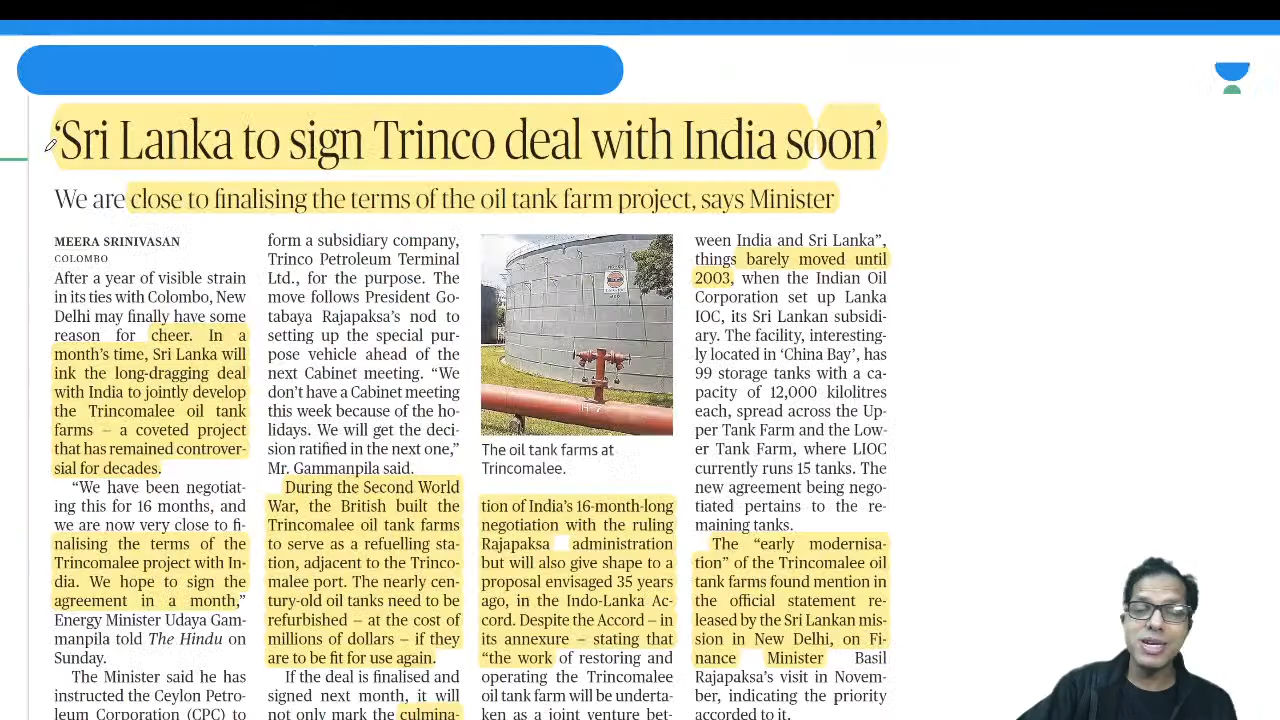 ‘Sri Lanka to sign Trinco deal with India soon’
We are close to finalising the terms of the oil tank farm project, says Minister
MEERA SRINIVASAN
COLOMBO
After a year of visible strain
in its ties with Colombo, New
Delhi may finally have some
reason for cheer. In a
month’s time, Sri Lanka will
ink the long-dragging deal
with India to jointly develop
the Trincomalee oil tank
farms – a coveted project
that has remained controver-
sial for decades.
“We have been negotiat-
ing this for 16 months, and
we are now very close to fi-
nalising the terms of the
Trincomalee project with In-
dia. We hope to sign the
agreement in a month,”
Energy Minister Udaya Gam-
manpila told The Hindu on
Sunday.
The Minister said he has
instructed the Ceylon Petro-
leum Corporation (CPC) to
form a subsidiary company,
Trinco Petroleum Terminal
Ltd., for the purpose. The
move follows President Go-
tabaya Rajapaksa’s nod to
setting up the special pur-
pose vehicle ahead of the
next Cabinet meeting. “We
don’t have a Cabinet meeting
this week because of the ho-
lidays. We will get the deci-
sion ratified in the next one,”
Mr. Gammanpila said.
During the Second World
War, the British built the
Trincomalee oil tank farms
to serve as a refuelling sta-
tion, adjacent to the Trinco-
malee port. The nearly cen-
tury-old oil tanks need to be
refurbished – at the cost of
millions of dollars – if they
are to be fit for use again.
If the deal is finalised and
signed next month, it will
not only mark the culmina-
The oil tank farms at
Trincomalee.
tion of India’s 16-month-long
negotiation with the ruling
Rajapaksa administration
but will also give shape to a
proposal envisaged 35 years
ago, in the Indo-Lanka Ac-
cord. Despite the Accord – in
its annexure – stating that
“the work of restoring and
operating the Trincomalee
oil tank farm will be underta-
ken as a joint venture bet-
ween India and Sri Lanka”,
things barely moved until
2003, when the Indian Oil
Corporation set up Lanka
IOC, its Sri Lankan subsidi-
ary. The facility, interesting-
ly located in ‘China Bay’, has
99 storage tanks with a ca-
pacity of 12,000 kilolitres
each, spread across the Up-
per Tank Farm and the Low-
er Tank Farm, where LIOC
currently runs 15 tanks. The
new agreement being nego-
tiated pertains to the re-
maining tanks.
The “early modernisa-
tion” of the Trincomalee oil
tank farms found mention in
the official statement re-
leased by the Sri Lankan mis-
sion in New Delhi, on Fi-
nance Minister Basil
Rajapaksa’s visit in Novem-
ber, indicating the priority
accorded to it.